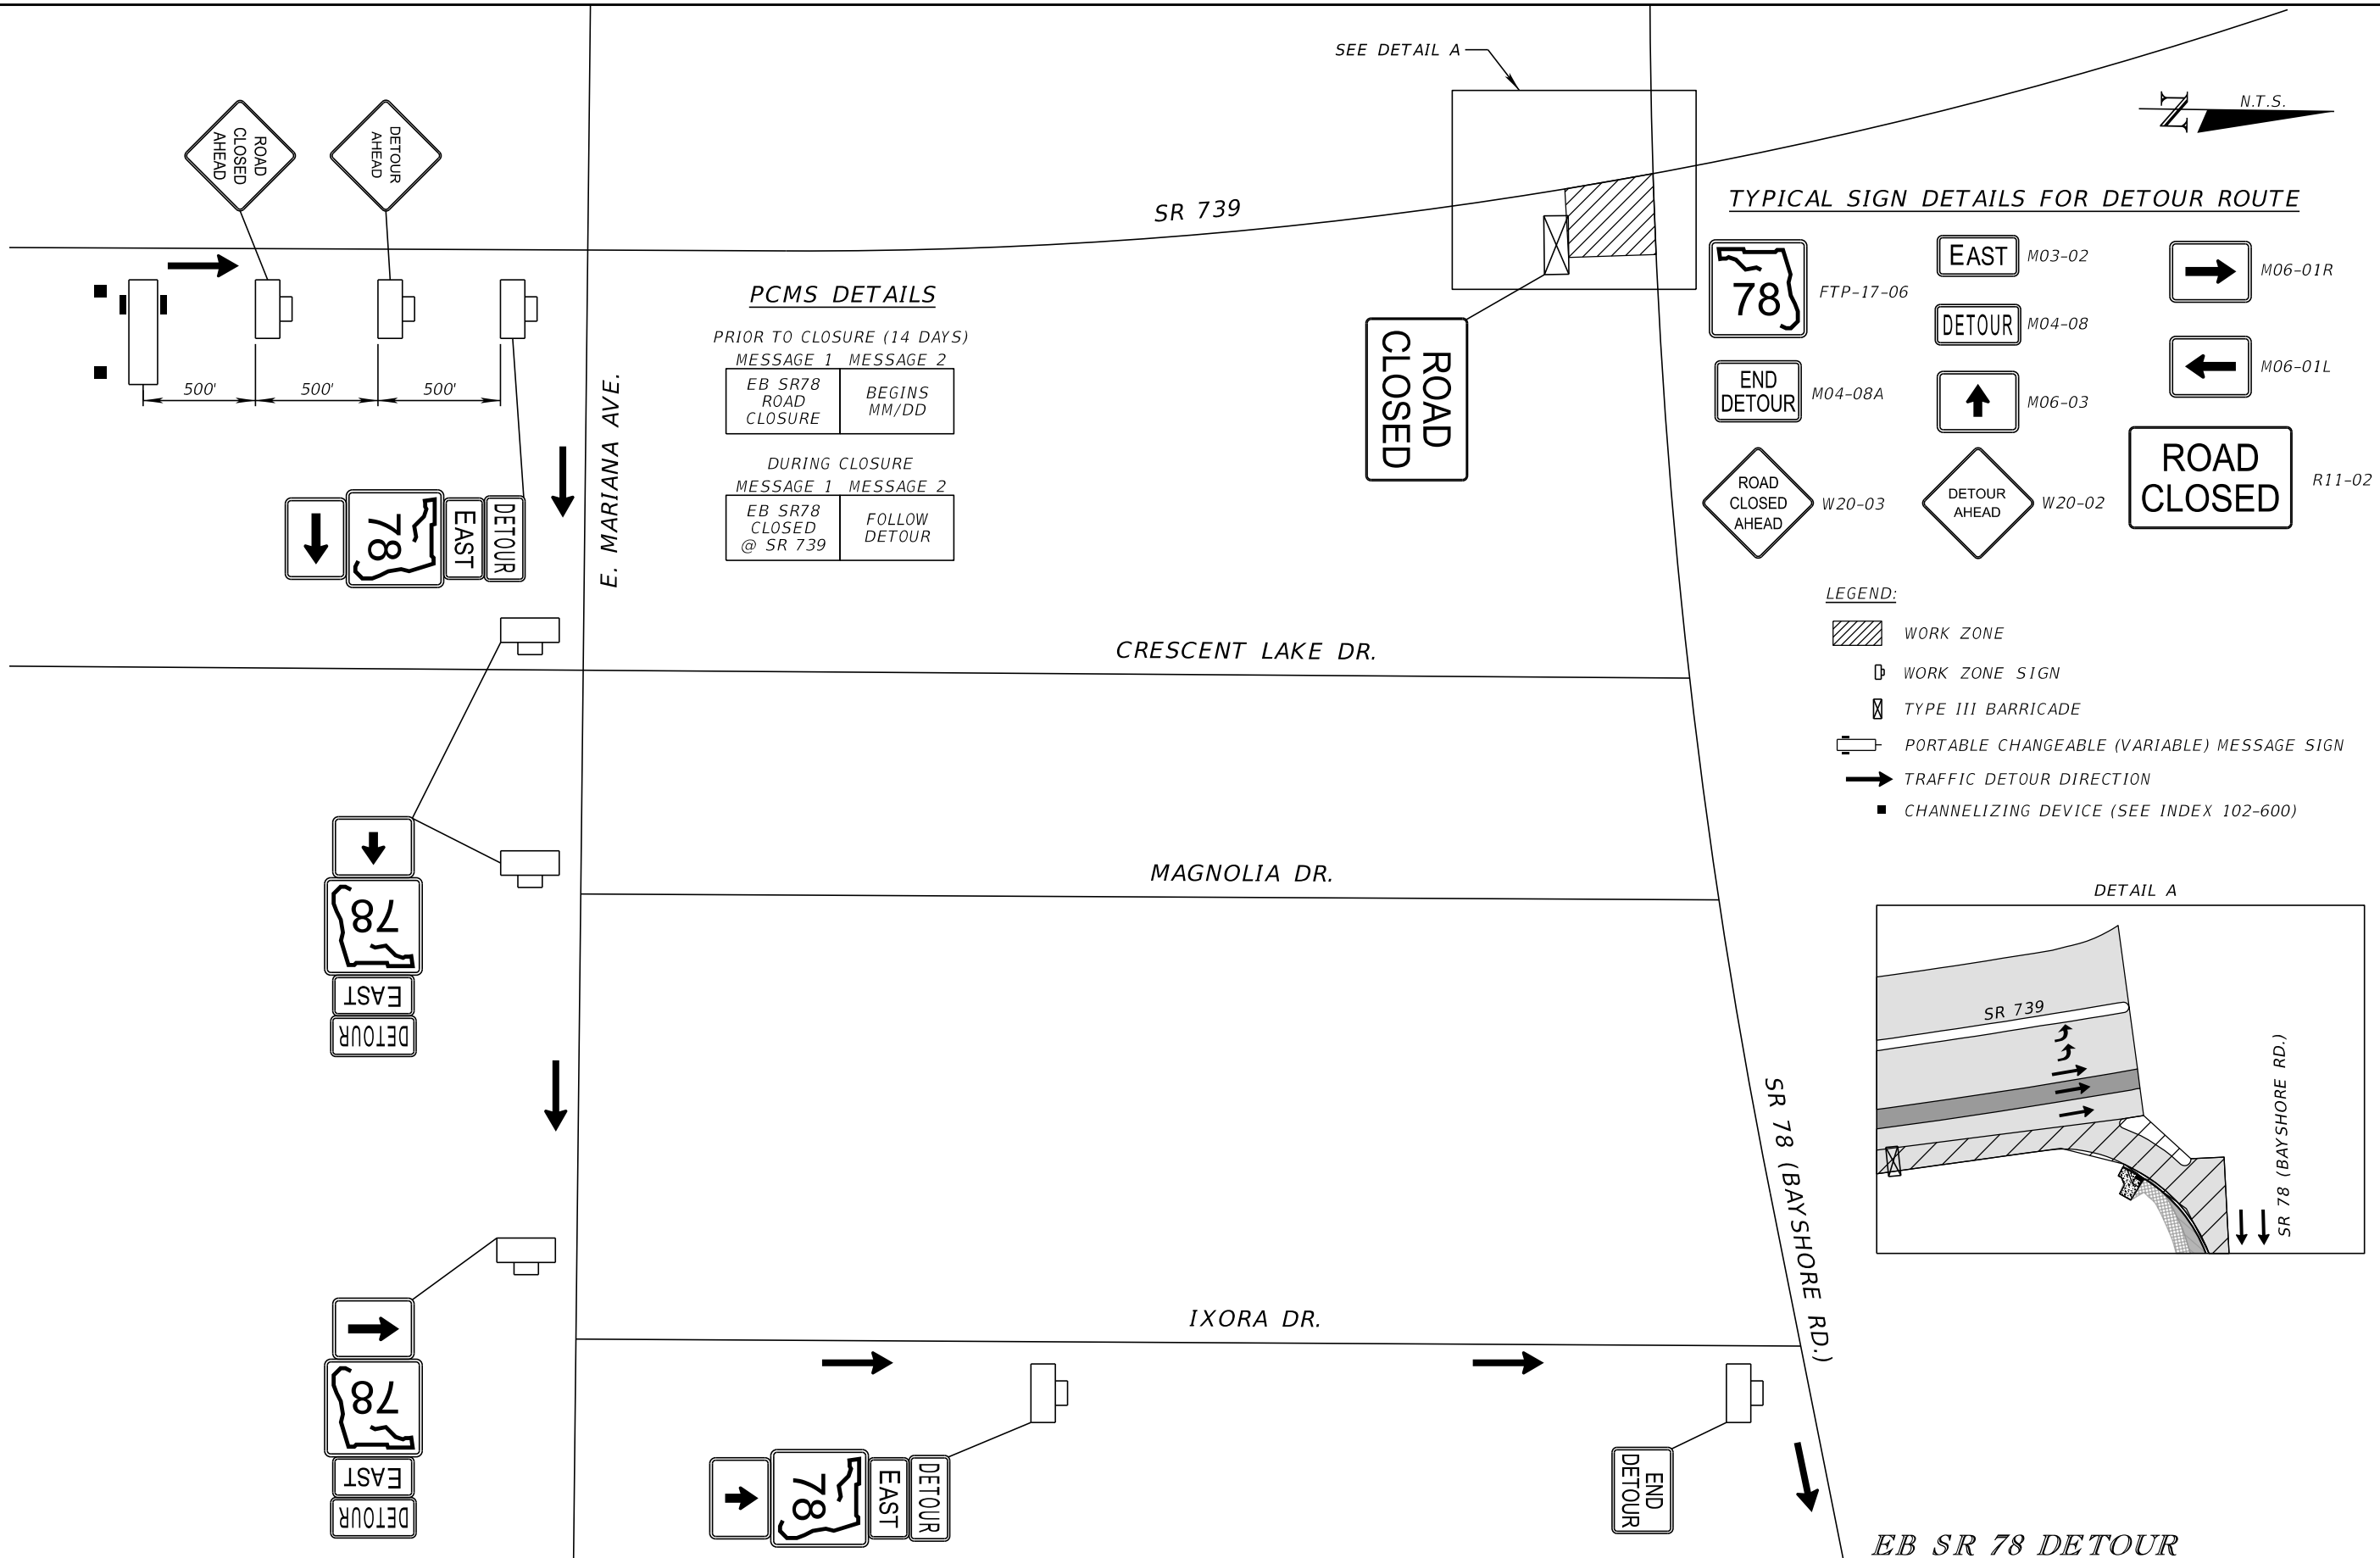 SEE DETAIL A
N
N.T.S.
ROAD
CLOSED
AHEAD
DETOUR
AHEAD
SR 739
500'
500'
500'
DETOUR
EAST
78
E. MARIANA AVE.
PCMS DETAILS
PRIOR TO CLOSURE (14 DAYS)
MESSAGE 1 MESSAGE 2
EB SR78
ROAD
CLOSURE
BEGINS
MM/DD
DURING CLOSURE
MESSAGE 1 MESSAGE 2
EB SR78
CLOSED
@ SR 739
FOLLOW
DETOUR
ROAD
CLOSED
TYPICAL SIGN DETAILS FOR DETOUR ROUTE
78
FTP-17-06
EAST
M03-02
M06-01R
DETOUR
M04-08
END
DETOUR
M04-08A
M06-03
M06-01L
ROAD
CLOSED
AHEAD
W20-03
DETOUR
AHEAD
W20-02
ROAD
CLOSED
R11-02
LEGEND:
WORK ZONE
WORK ZONE SIGN
TYPE III BARRICADE
PORTABLE CHANGEABLE (VARIABLE) MESSAGE SIGN
TRAFFIC DETOUR DIRECTION
CHANNELIZING DEVICE (SEE INDEX 102-600)
CRESCENT LAKE DR.
MAGNOLIA DR.
DETOUR
EAST
78
IXORA DR.
SR 78 (BAYSHORE RD.)
DETAIL A
SR 739
SR 78 (BAYSHORE RD.)
DETOUR
EAST
78
DETOUR
EAST
78
END
DETOUR
EB SR 78 DETOUR